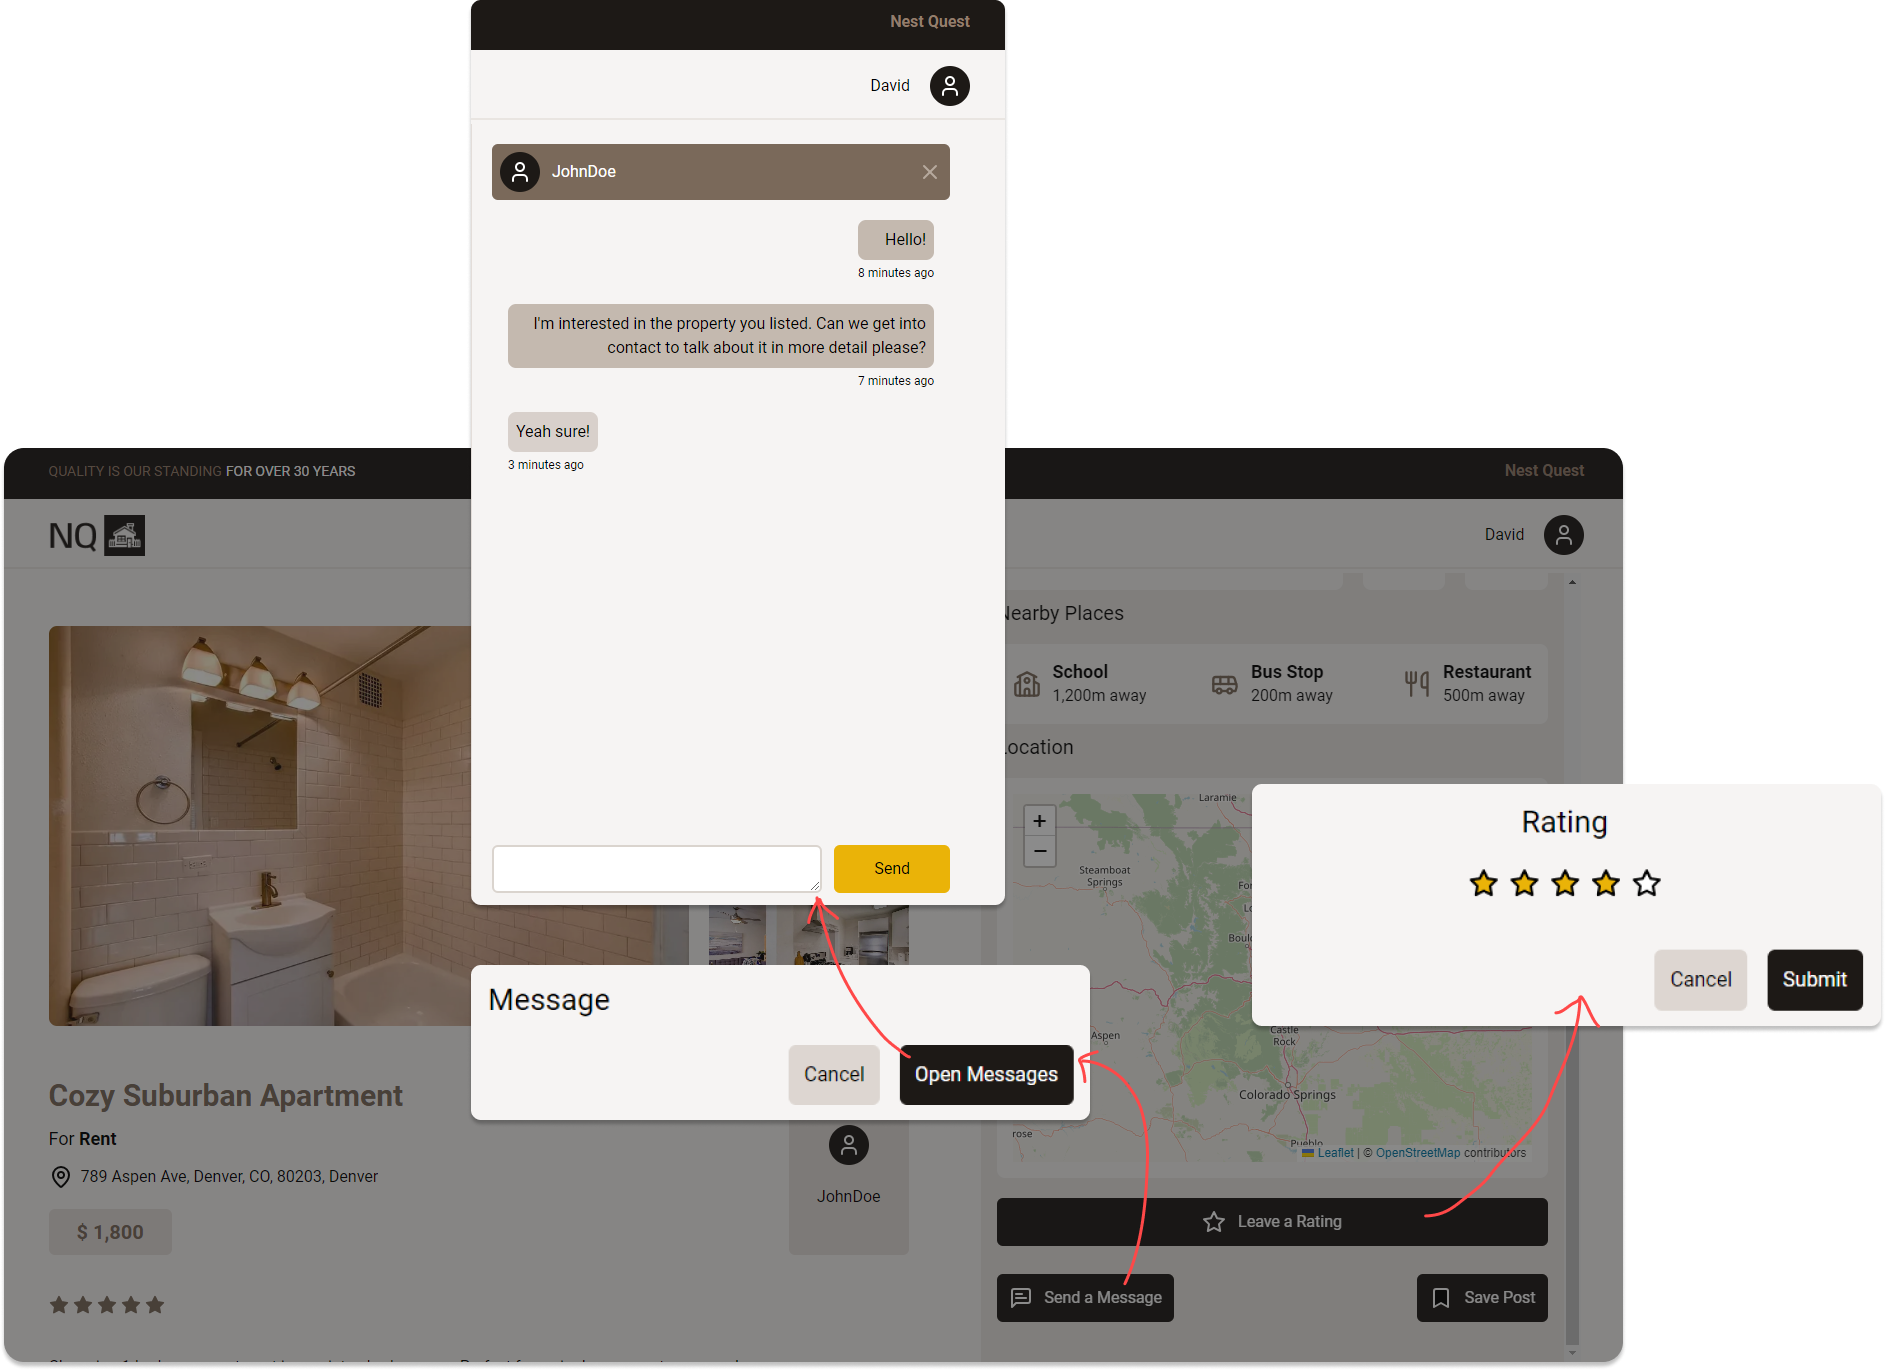 Nest Quest
David
JohnDoe
Hello!
8 minutes ago
I'm interested in the property you listed. Can we get into
contact to talk about it in more detail please?
7 minutes ago
Yeah sure!
3 minutes ago
Send
QUALITY IS OUR STANDING FOR OVER 30 YEARS
Nest Quest
NQ
David
Nearby Places
School
1,200m away
Bus Stop
200m away
Restaurant
500m away
Location
+
−
Laramie
Steamboat
Springs
Aspen
Castle
Rock
Colorado Springs
Pueblo
rose
Leaflet | © OpenStreetMap contributors
Rating
Cancel
Submit
Message
Cancel
Open Messages
Cozy Suburban Apartment
For Rent
789 Aspen Ave, Denver, CO, 80203, Denver
$ 1,800
JohnDoe
Leave a Rating
Send a Message
Save Post